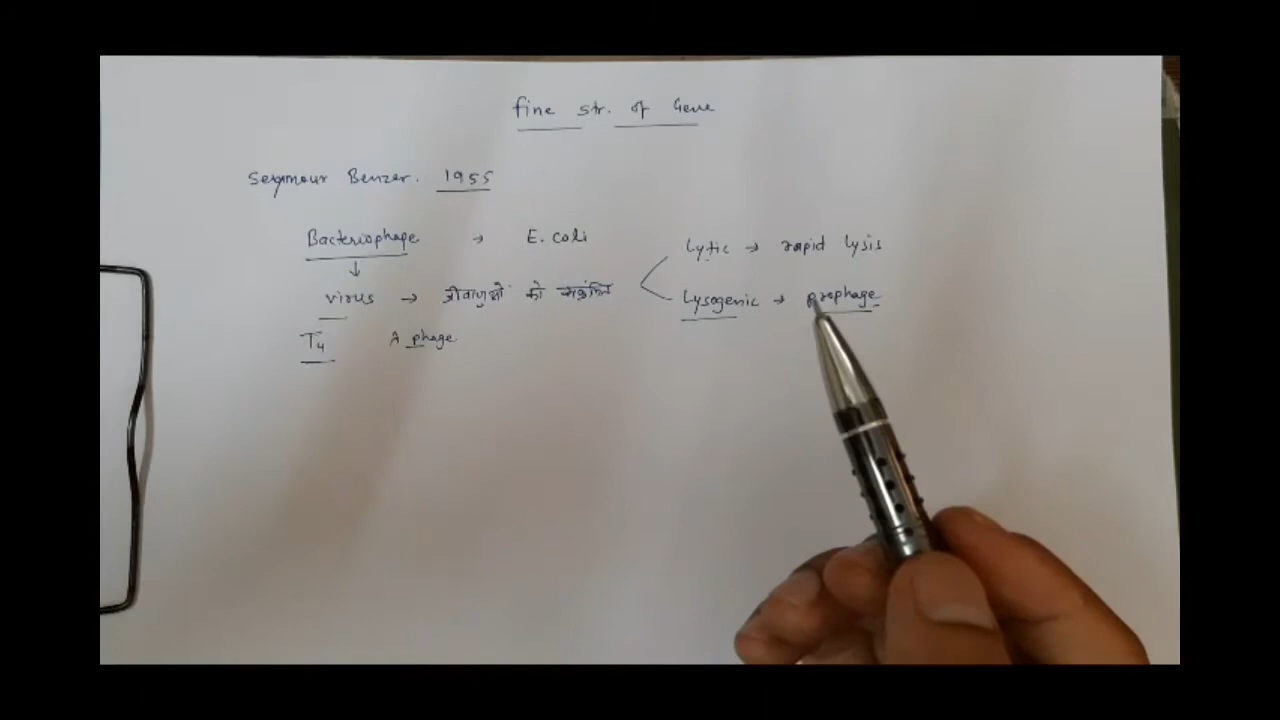 fine str. of Gene
Seymour Benzer. 1955
Bacteriophage → E. coli
Lytic → rapid Lysis
↓
virus → जीवाणुओं को संक्रमित
Lysogenic → prophage
T4 λ phage